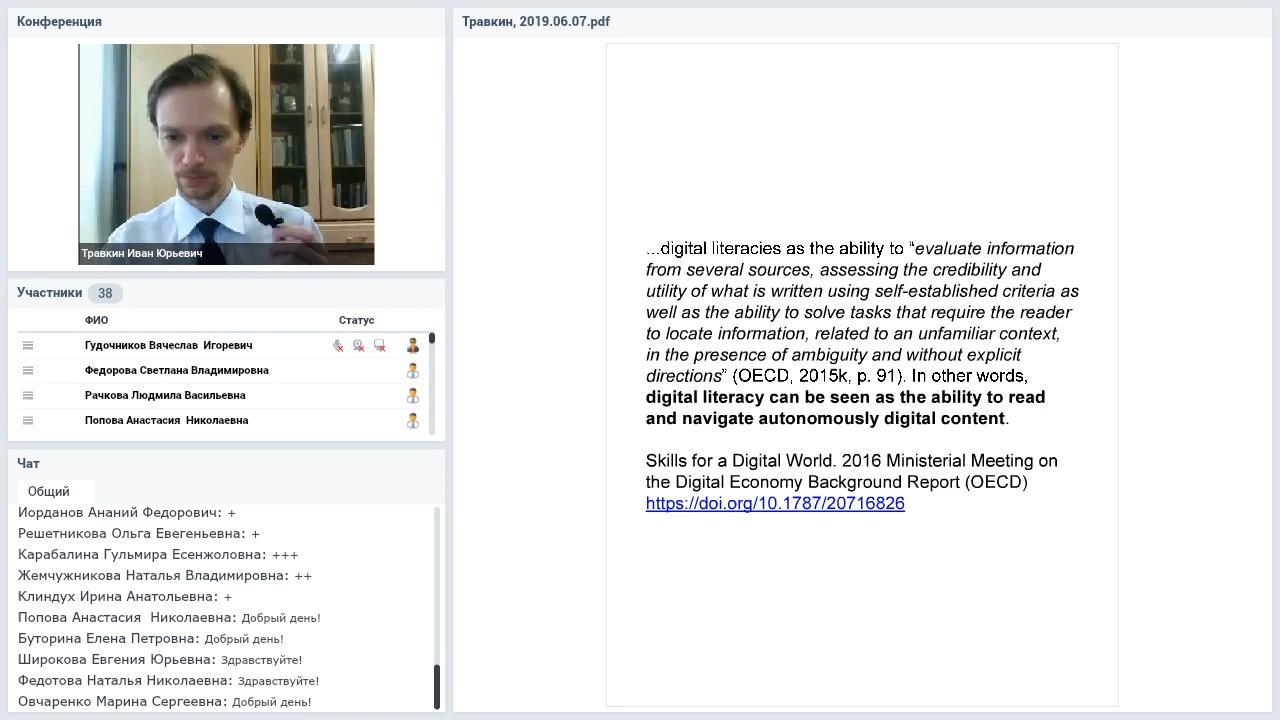 Конференция
Травкин Иван Юрьевич
Участники 38
ФИО Статус
Гудочников Вячеслав Игоревич
Федорова Светлана Владимировна
Рачкова Людмила Васильевна
Попова Анастасия Николаевна
Чат
Общий
Иорданов Ананий Федорович: +
Решетникова Ольга Евгеньевна: +
Карабалина Гульмира Есенжоловна: +++
Жемчужникова Наталья Владимировна: ++
Клиндух Ирина Анатольевна: +
Попова Анастасия Николаевна: Добрый день!
Буторина Елена Петровна: Добрый день!
Широкова Евгения Юрьевна: Здравствуйте!
Федотова Наталья Николаевна: Здравствуйте!
Овчаренко Марина Сергеевна: Добрый день!
Травкин, 2019.06.07.pdf
...digital literacies as the ability to “evaluate information
from several sources, assessing the credibility and
utility of what is written using self-established criteria as
well as the ability to solve tasks that require the reader
to locate information, related to an unfamiliar context,
in the presence of ambiguity and without explicit
directions” (OECD, 2015k, p. 91). In other words,
digital literacy can be seen as the ability to read
and navigate autonomously digital content.
Skills for a Digital World. 2016 Ministerial Meeting on
the Digital Economy Background Report (OECD)
https://doi.org/10.1787/20716826